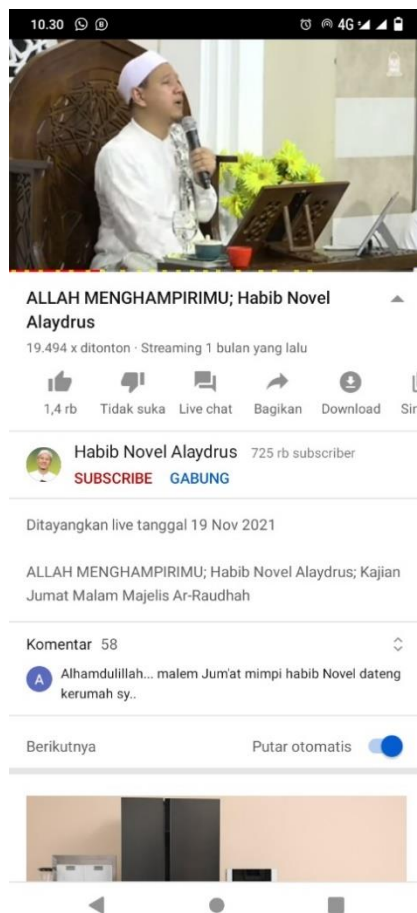 10.30
4G
ALLAH MENGHAMPIRIMU; Habib Novel
Alaydrus
19.494 x ditonton · Streaming 1 bulan yang lalu
1,4 rb Tidak suka Live chat Bagikan Download Sir
Habib Novel Alaydrus 725 rb subscriber
SUBSCRIBE GABUNG
Ditayangkan live tanggal 19 Nov 2021
ALLAH MENGHAMPIRIMU; Habib Novel Alaydrus; Kajian
Jumat Malam Majelis Ar-Raudhah
Komentar 58
A
Alhamdulillah... malem Jum'at mimpi habib Novel dateng
kerumah sy..
Berikutnya Putar otomatis